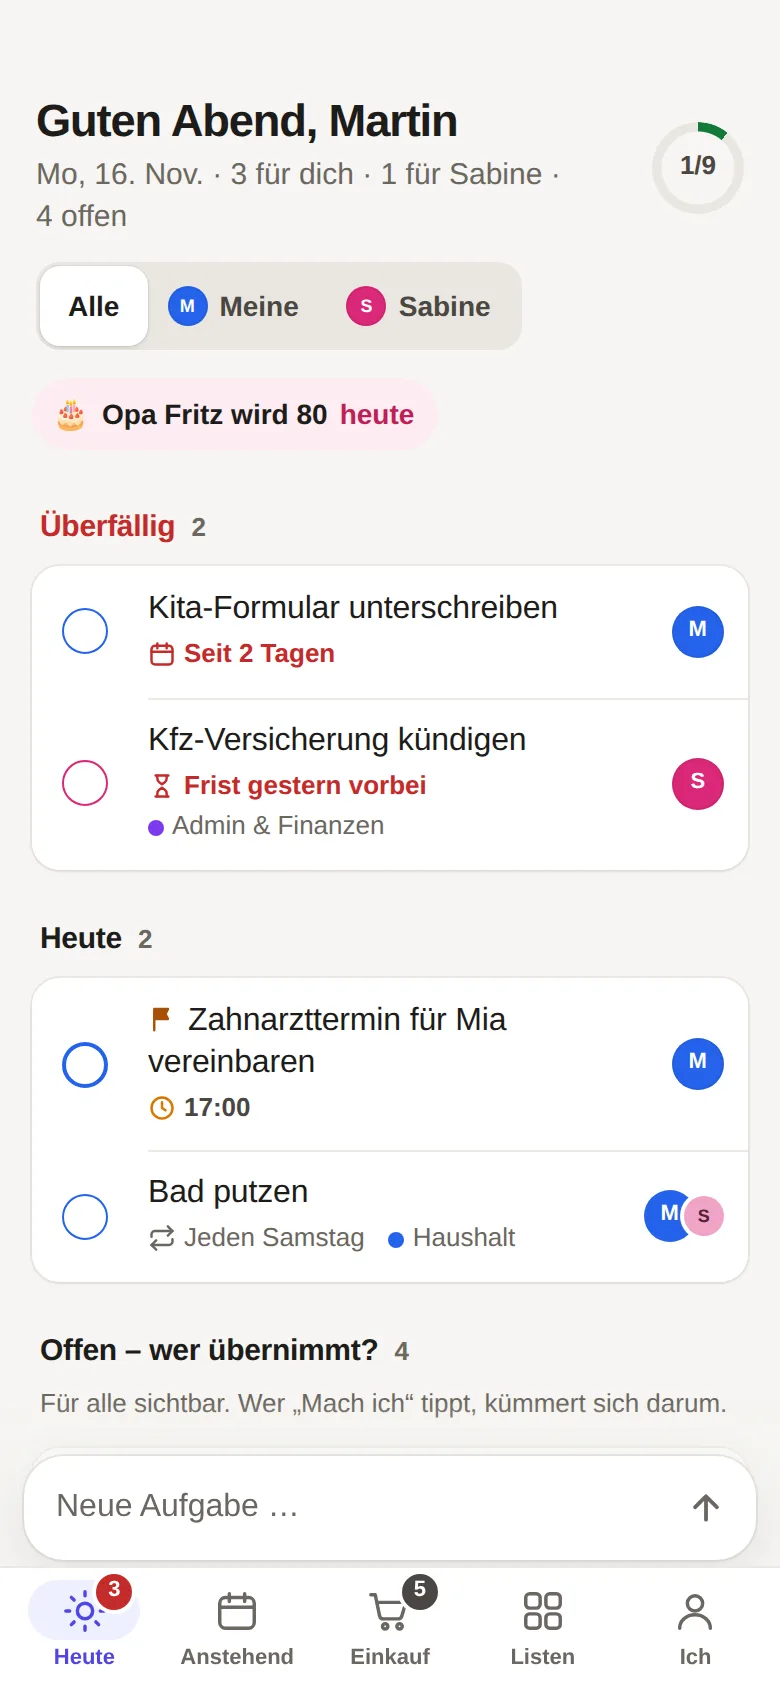 Guten Abend, Martin
Mo, 16. Nov. · 3 für dich · 1 für Sabine ·
4 offen
1/9
Alle M Meine S Sabine
Opa Fritz wird 80 heute
Überfällig 2
Kita-Formular unterschreiben
Seit 2 Tagen
M
Kfz-Versicherung kündigen
Frist gestern vorbei
Admin & Finanzen
S
Heute 2
Zahnarzttermin für Mia
vereinbaren
17:00
M
Bad putzen
Jeden Samstag Haushalt
M S
Offen – wer übernimmt? 4
Für alle sichtbar. Wer „Mach ich“ tippt, kümmert sich darum.
Neue Aufgabe …
3 5
Heute Anstehend Einkauf Listen Ich